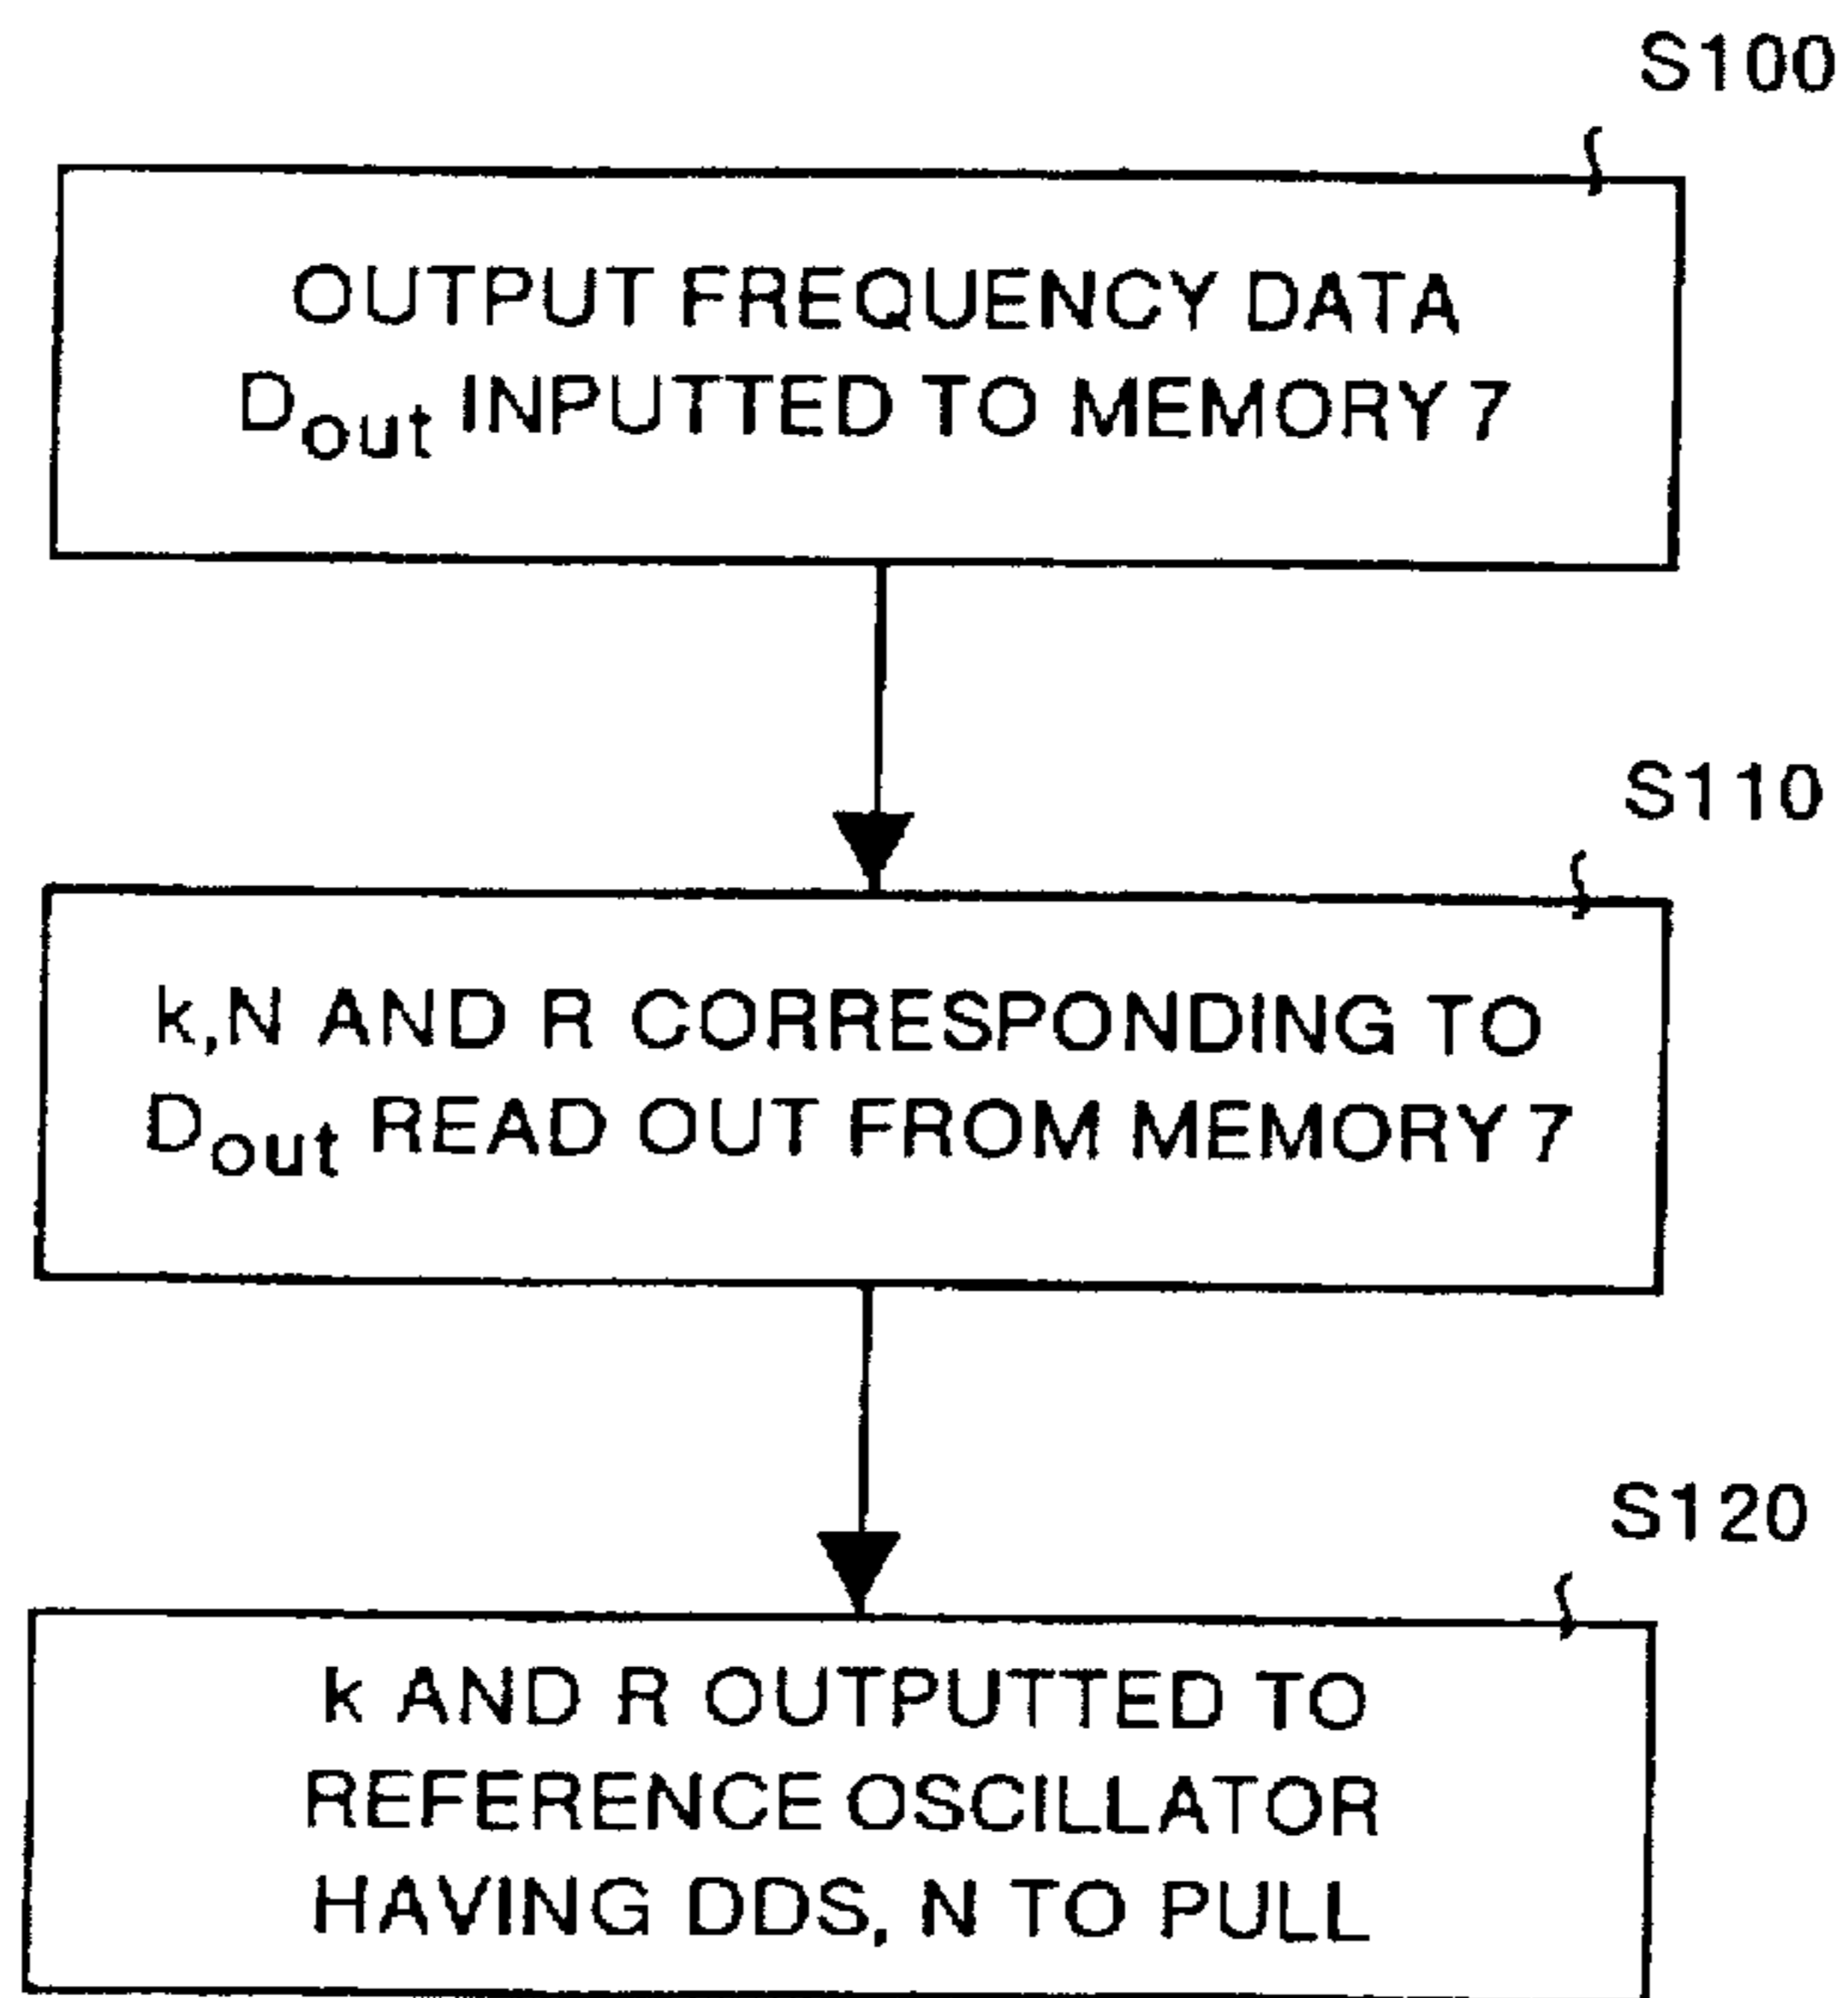 S100
OUTPUT FREQUENCY DATA
Dout INPUTTED TO MEMORY 7
S110
k,N AND R CORRESPONDING TO
Dout READ OUT FROM MEMORY 7
S120
k AND R OUTPUTTED TO
REFERENCE OSCILLATOR
HAVING DDS, N TO PULL